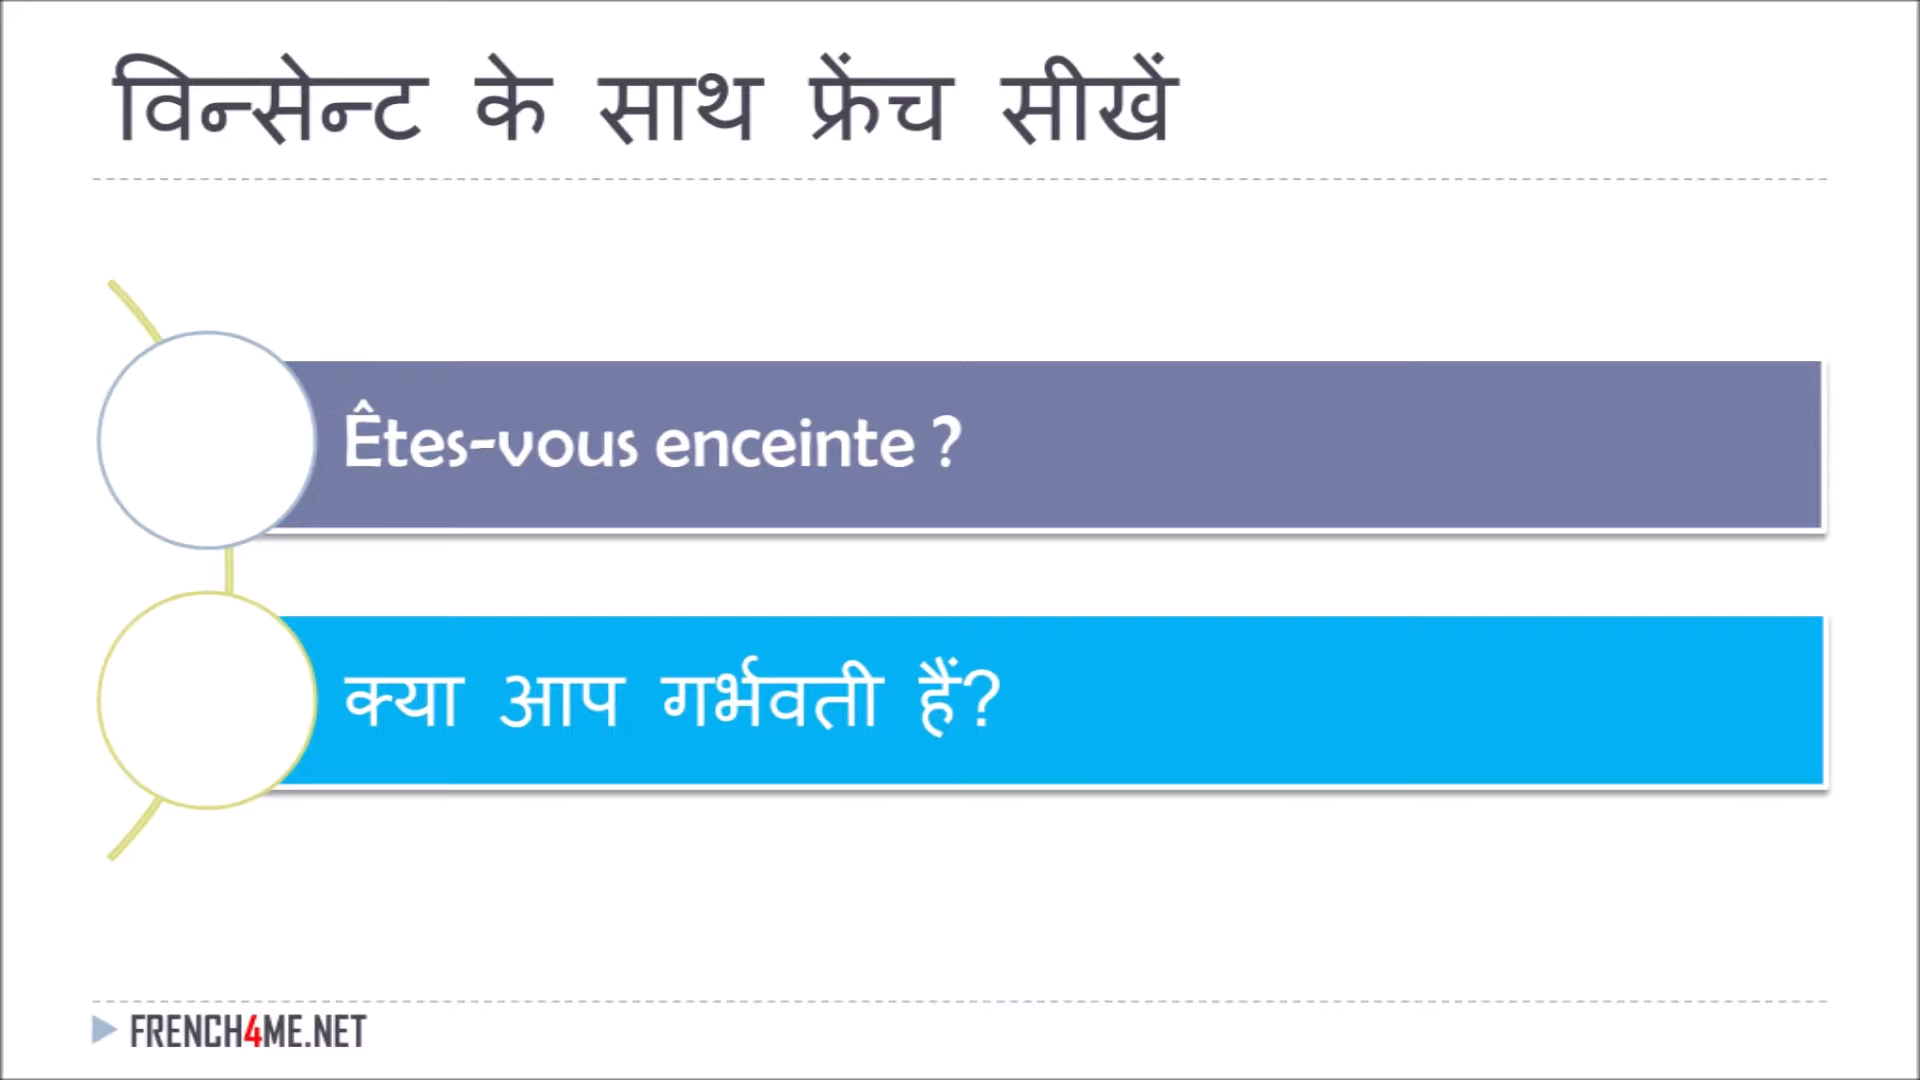 विन्सेन्ट के साथ फ्रेंच सीखें
Êtes-vous enceinte ?
क्या आप गर्भवती हैं?
FRENCH4ME.NET